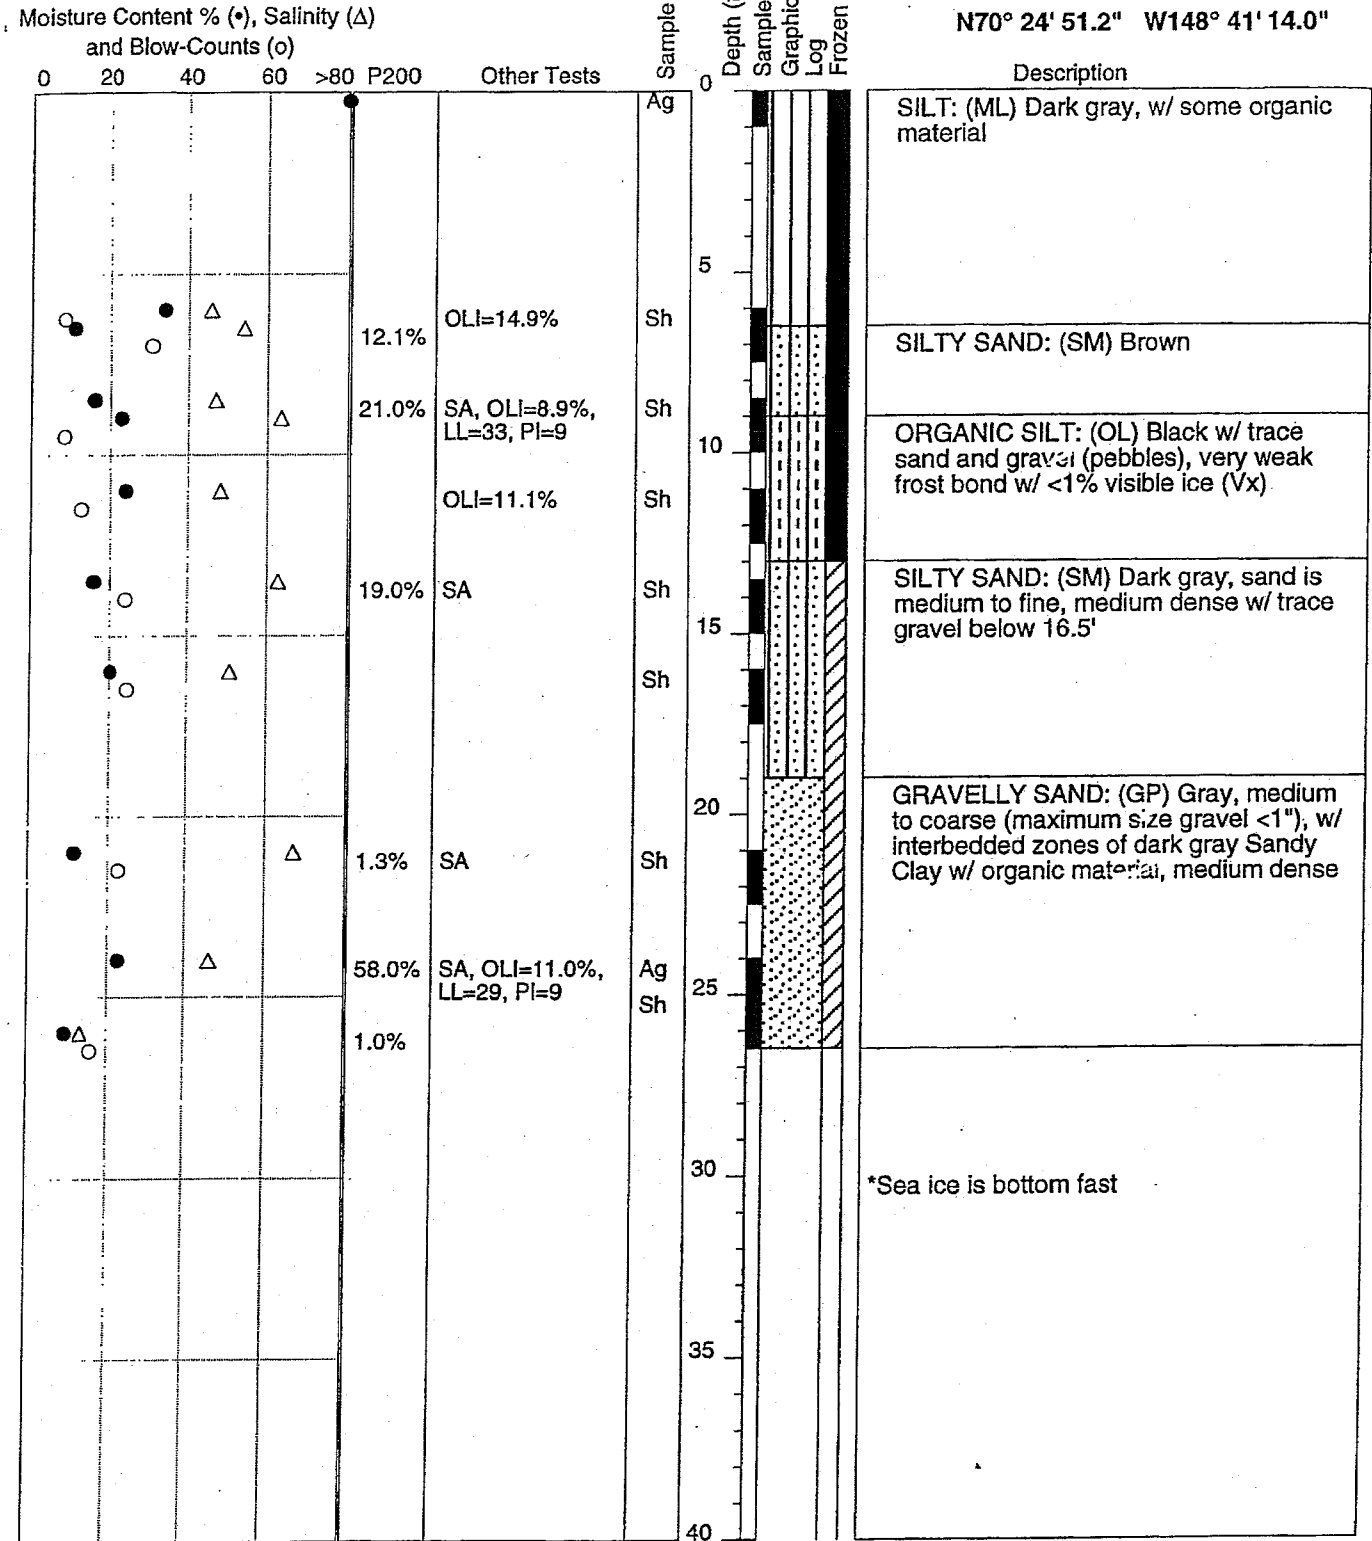 Moisture Content % (•), Salinity (Δ)
and Blow-Counts (o)
0 20 40 60 >80 P200 Other Tests
Sample
Depth
Sample
Graphic
Log
Frozen
N70° 24' 51.2" W148° 41' 14.0"
Description
0
Ag
SILT: (ML) Dark gray, w/ some organic
material
5
12.1%
OLI=14.9%
Sh
SILTY SAND: (SM) Brown
21.0%
SA, OLI=8.9%,
LL=33, PI=9
Sh
10
ORGANIC SILT: (OL) Black w/ trace
sand and gravel (pebbles), very weak
frost bond w/ <1% visible ice (Vx)
OLI=11.1%
Sh
19.0%
SA
Sh
SILTY SAND: (SM) Dark gray, sand is
medium to fine, medium dense w/ trace
gravel below 16.5'
15
Sh
20
GRAVELLY SAND: (GP) Gray, medium
to coarse (maximum size gravel <1"), w/
interbedded zones of dark gray Sandy
Clay w/ organic material, medium dense
1.3%
SA
Sh
58.0%
SA, OLI=11.0%,
LL=29, PI=9
Ag
Sh
25
1.0%
30
*Sea ice is bottom fast
35
40